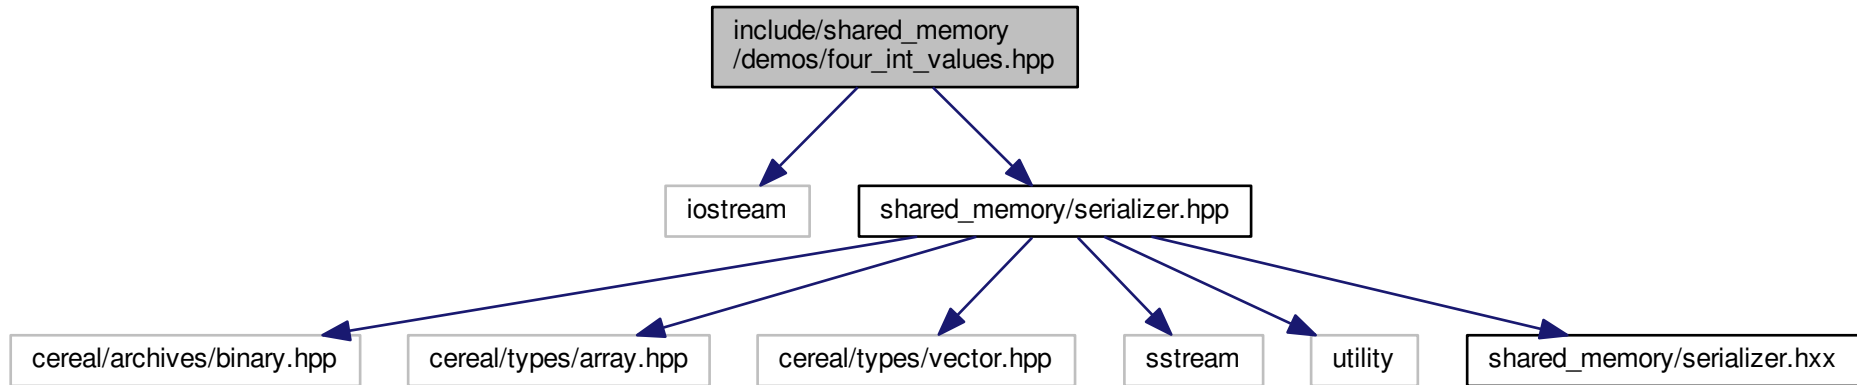 include/shared_memory
/demos/four_int_values.hpp
iostream
shared_memory/serializer.hpp
cereal/archives/binary.hpp
cereal/types/array.hpp
cereal/types/vector.hpp
sstream
utility
shared_memory/serializer.hxx